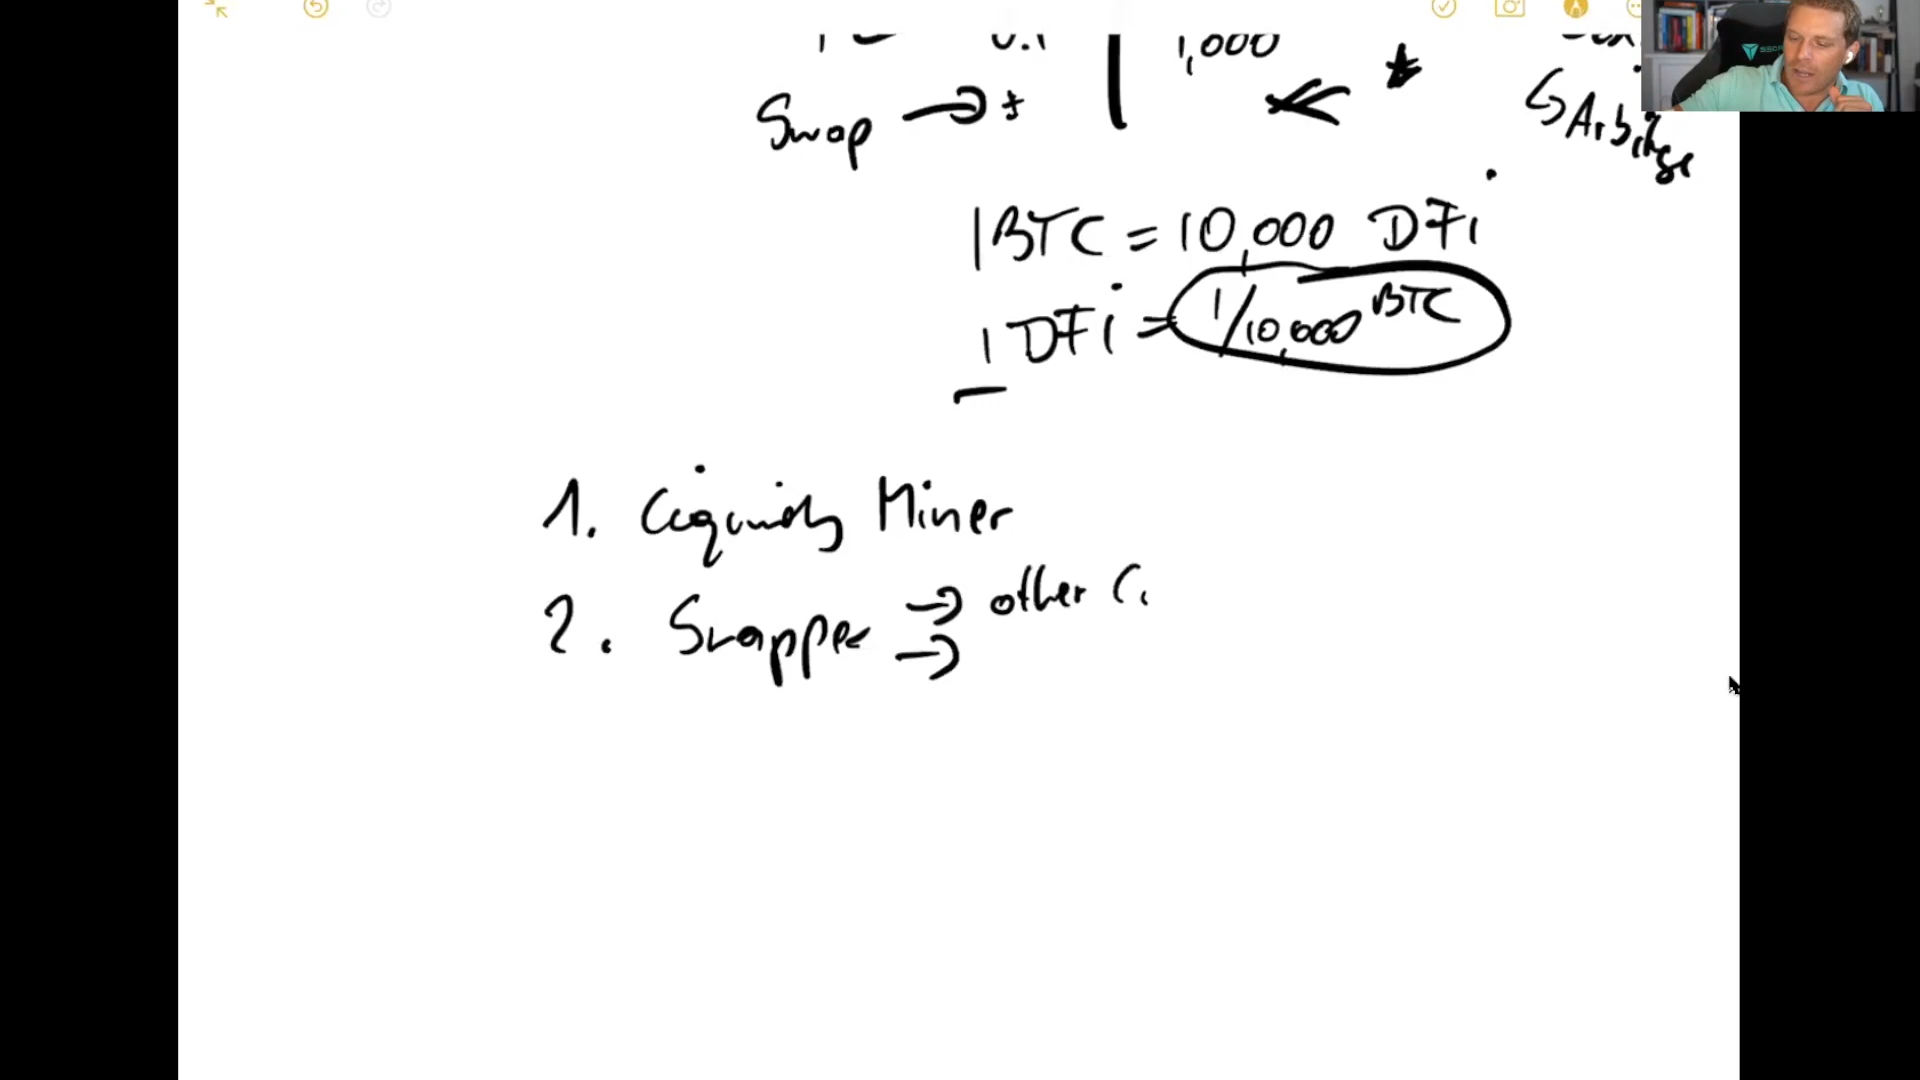 1,000
Swap → +
1BTC = 10,000 DFi
1 DFi = 1/10,000 BTC
1. Liquidity Miner
2. Swapper → other C
→